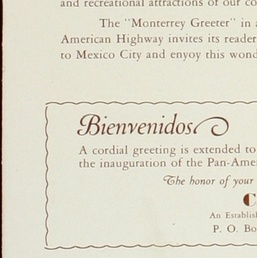 and recreational attractions of our co
The "Monterrey Greeter" in a
American Highway invites its reader
to Mexico City and enjoy this wond
Bienvenidos
A cordial greeting is extended to
the inauguration of the Pan-Ame
The honor of your
C
An Establis
P. O. Bo